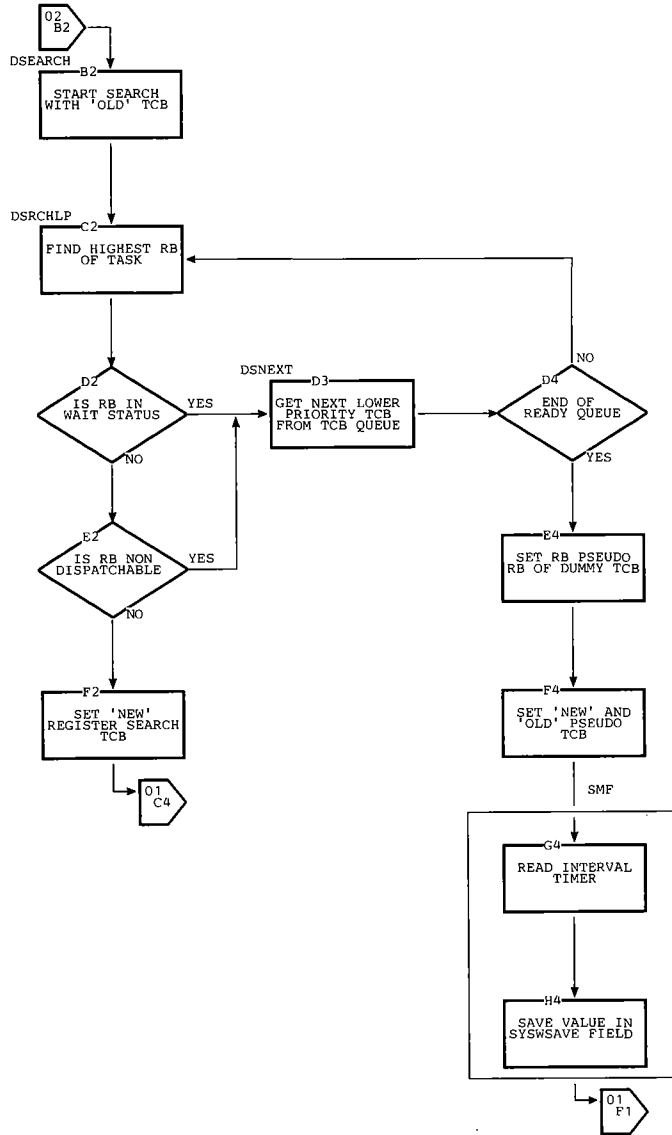 02
B2
DSEARCH
B2
START SEARCH
WITH 'OLD' TCB
DSRCHLP
C2
FIND HIGHEST RB
OF TASK
D2
IS RB IN
WAIT STATUS
YES
NO
DSNEXT
D3
GET NEXT LOWER
PRIORITY TCB
FROM TCB QUEUE
D4
END OF
READY QUEUE
NO
YES
E2
IS RB NON
DISPATCHABLE
YES
NO
E4
SET RB PSEUDO
RB OF DUMMY TCB
F2
SET 'NEW'
REGISTER SEARCH
TCB
01
C4
F4
SET 'NEW' AND
'OLD' PSEUDO
TCB
SMF
G4
READ INTERVAL
TIMER
H4
SAVE VALUE IN
SYSWSAVE FIELD
01
F1